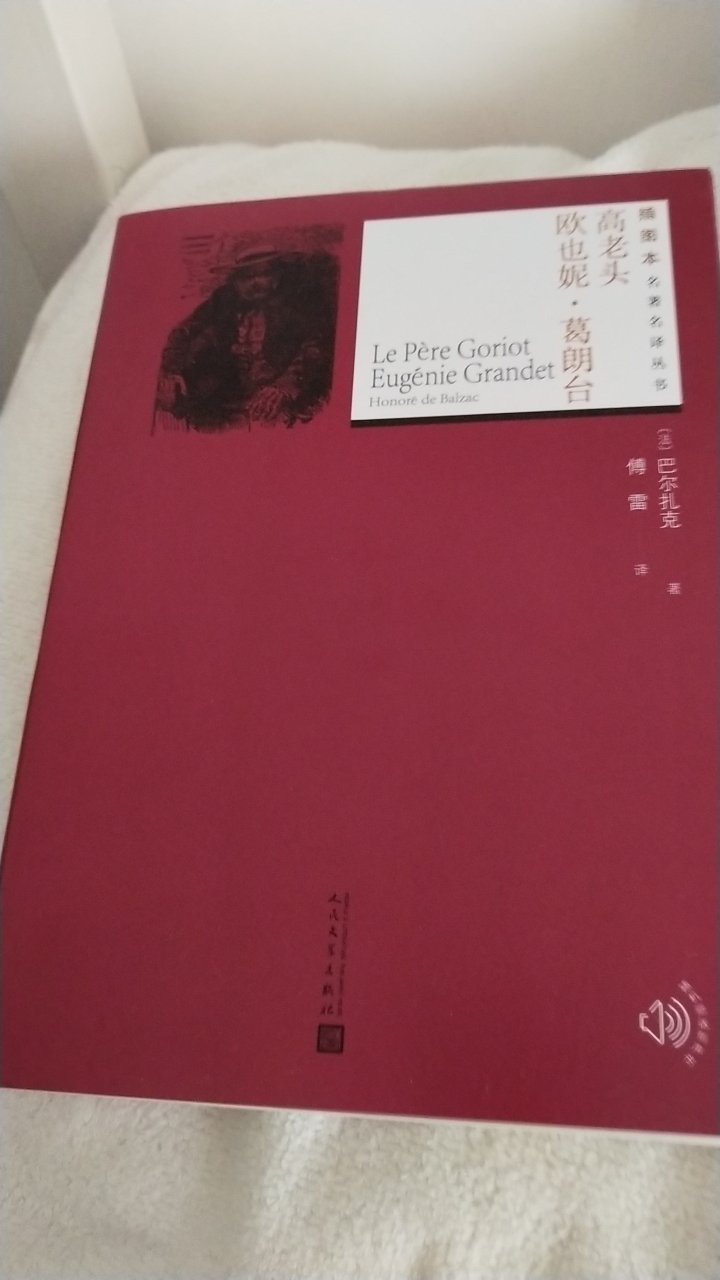 插图本名著名译丛书
高老头
欧也妮·葛朗台
Le Père Goriot
Eugénie Grandet
Honoré de Balzac
〔法〕巴尔扎克 著
傅雷 译
人民文学出版社